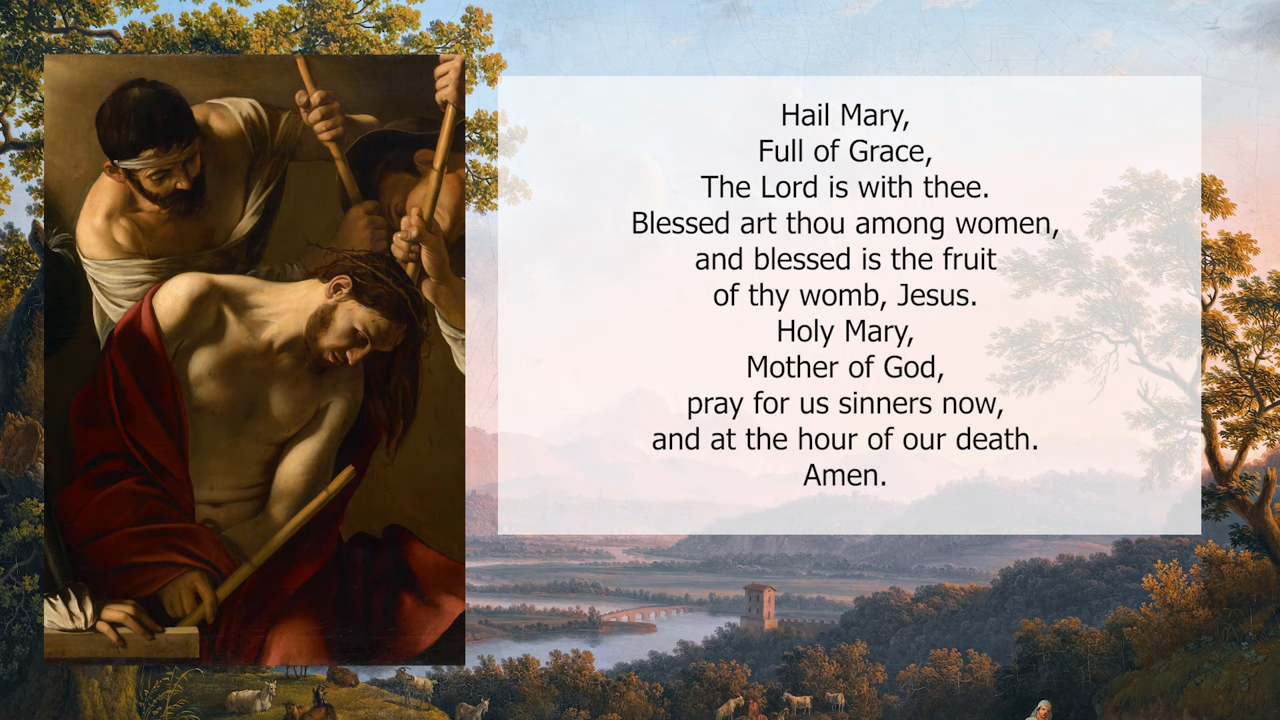 Hail Mary,
Full of Grace,
The Lord is with thee.
Blessed art thou among women,
and blessed is the fruit
of thy womb, Jesus.
Holy Mary,
Mother of God,
pray for us sinners now,
and at the hour of our death.
Amen.